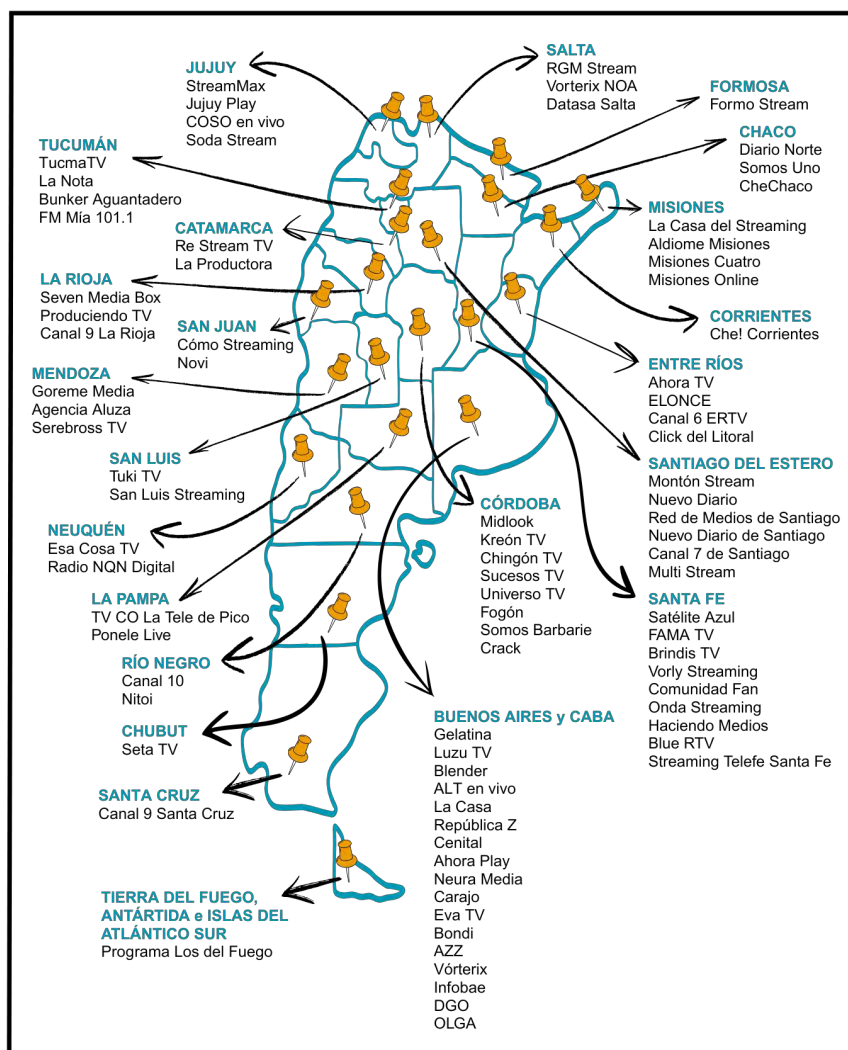 JUJUY
StreamMax
Jujuy Play
COSO en vivo
Soda Stream
SALTA
RGM Stream
Vorterix NOA
Datasa Salta
FORMOSA
Formo Stream
CHACO
Diario Norte
Somos Uno
CheChaco
TUCUMÁN
TucmaTV
La Nota
Bunker Aguantadero
FM Mía 101.1
MISIONES
La Casa del Streaming
Aldiome Misiones
Misiones Cuatro
Misiones Online
CATAMARCA
Re Stream TV
La Productora
LA RIOJA
Seven Media Box
Produciendo TV
Canal 9 La Rioja
SAN JUAN
Cómo Streaming
Novi
CORRIENTES
Che! Corrientes
MENDOZA
Goreme Media
Agencia Aluza
Serebross TV
ENTRE RÍOS
Ahora TV
ELONCE
Canal 6 ERTV
Click del Litoral
SAN LUIS
Tuki TV
San Luis Streaming
SANTIAGO DEL ESTERO
Montón Stream
Nuevo Diario
Red de Medios de Santiago
Nuevo Diario de Santiago
Canal 7 de Santiago
Multi Stream
NEUQUÉN
Esa Cosa TV
Radio NQN Digital
CÓRDOBA
Midlook
Kreón TV
Chingón TV
Sucesos TV
Universo TV
Fogón
Somos Barbarie
Crack
LA PAMPA
TV CO La Tele de Pico
Ponele Live
SANTA FE
Satélite Azul
FAMA TV
Brindis TV
Vorly Streaming
Comunidad Fan
Onda Streaming
Haciendo Medios
Blue RTV
Streaming Telefe Santa Fe
RÍO NEGRO
Canal 10
Nitoi
CHUBUT
Seta TV
BUENOS AIRES y CABA
Gelatina
Luzu TV
Blender
ALT en vivo
La Casa
República Z
Cenital
Ahora Play
Neura Media
Carajo
Eva TV
Bondi
AZZ
Vórterix
Infobae
DGO
OLGA
SANTA CRUZ
Canal 9 Santa Cruz
TIERRA DEL FUEGO,
ANTÁRTIDA e ISLAS DEL
ATLÁNTICO SUR
Programa Los del Fuego